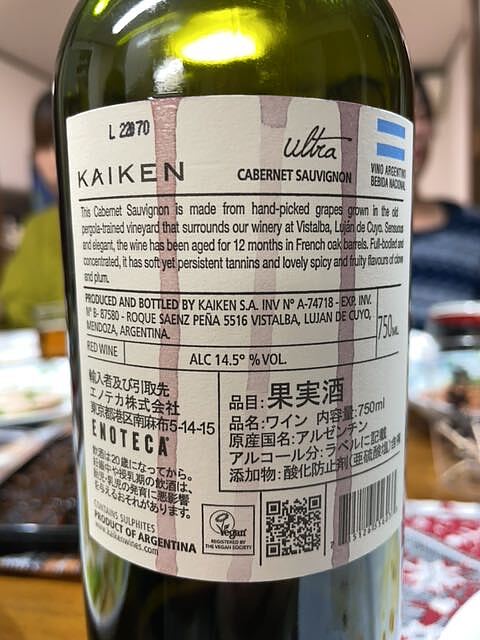 L 22070
KAIKEN
ultra
CABERNET SAUVIGNON
VINO ARGENTINO
BEBIDA NACIONAL
This Cabernet Sauvignon is made from hand-picked grapes grown in the old
pergola-trained vineyard that surrounds our winery at Vistalba, Luján de Cuyo. Sensuous
and elegant, the wine has been aged for 12 months in French oak barrels. Full-bodied and
concentrated, it has soft yet persistent tannins and lovely spicy and fruity flavours of clove
and plum.
PRODUCED AND BOTTLED BY KAIKEN S.A. INV Nº A-74718 - EXP. INV.
Nº B- 87580 - ROQUE SAENZ PEÑA 5516 VISTALBA, LUJAN DE CUYO,
MENDOZA, ARGENTINA.
750ML
RED WINE
ALC 14.5º % VOL.
輸入者及び引取先
エノテカ株式会社
東京都港区南麻布5-14-15
ENOTECA
飲酒は20歳になってから。
妊娠中や授乳期の飲酒は、
胎児・乳児の発育に悪影響
を与えるおそれがあります。
品目:果実酒
品名:ワイン 内容量:750ml
原産国名:アルゼンチン
アルコール分:ラベルに記載
添加物:酸化防止剤(亜硫酸塩)含有
CONTAINS SULPHITES
PRODUCT OF ARGENTINA
www.kaikenwines.com
Vegan
REGISTERED BY
THE VEGAN SOCIETY